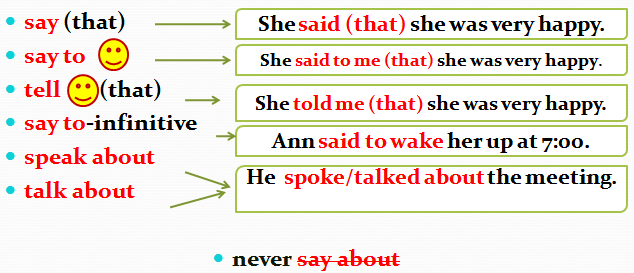 say (that)
She said (that) she was very happy.
say to
She said to me (that) she was very happy.
tell (that)
She told me (that) she was very happy.
say to-infinitive
Ann said to wake her up at 7:00.
speak about
talk about
He spoke/talked about the meeting.
never say about